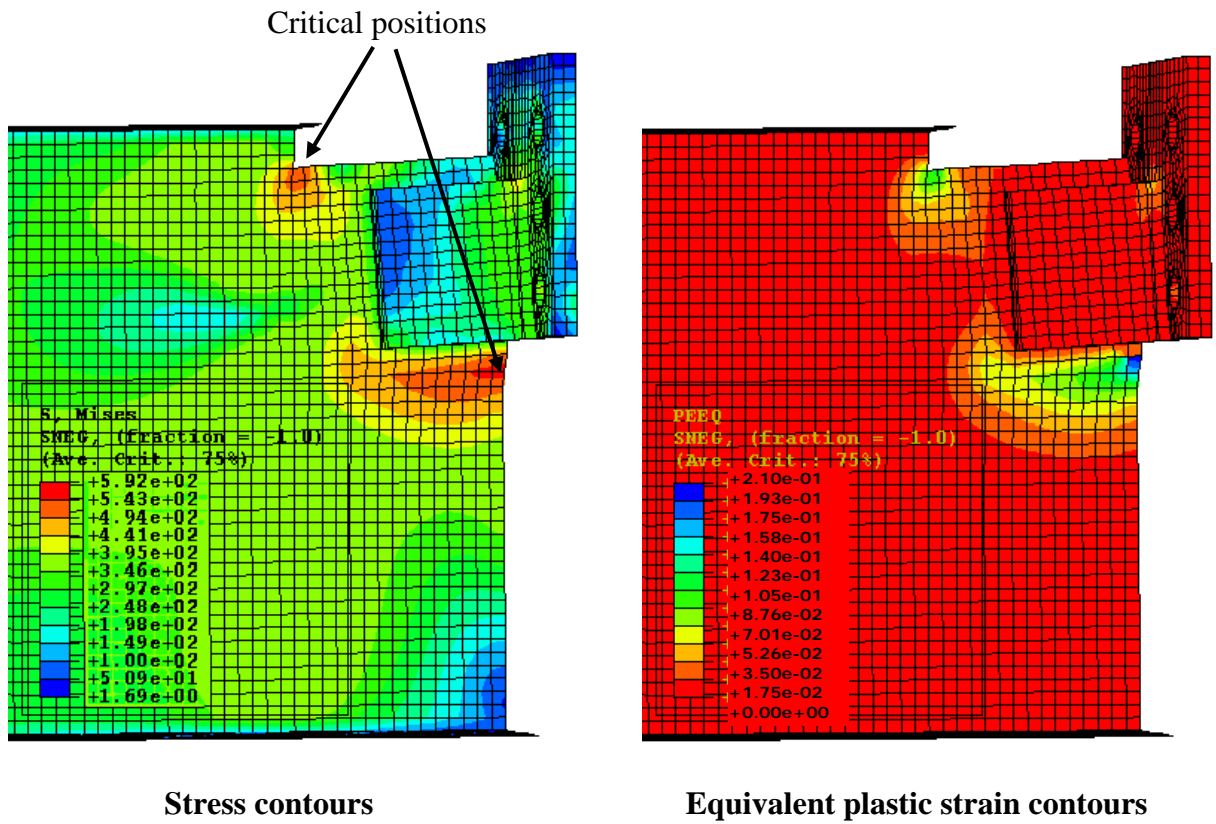 Critical positions
S, Mises
SNEG, (fraction = -1.0)
(Ave. Crit.: 75%)
+5.92e+02
+5.43e+02
+4.94e+02
+4.41e+02
+3.95e+02
+3.46e+02
+2.97e+02
+2.48e+02
+1.98e+02
+1.49e+02
+1.00e+02
+5.09e+01
+1.69e+00
PEEQ
SNEG, (fraction = -1.0)
(Ave. Crit.: 75%)
+2.10e-01
+1.93e-01
+1.75e-01
+1.58e-01
+1.40e-01
+1.23e-01
+1.05e-01
+8.76e-02
+7.01e-02
+5.26e-02
+3.50e-02
+1.75e-02
+0.00e+00
Stress contours
Equivalent plastic strain contours